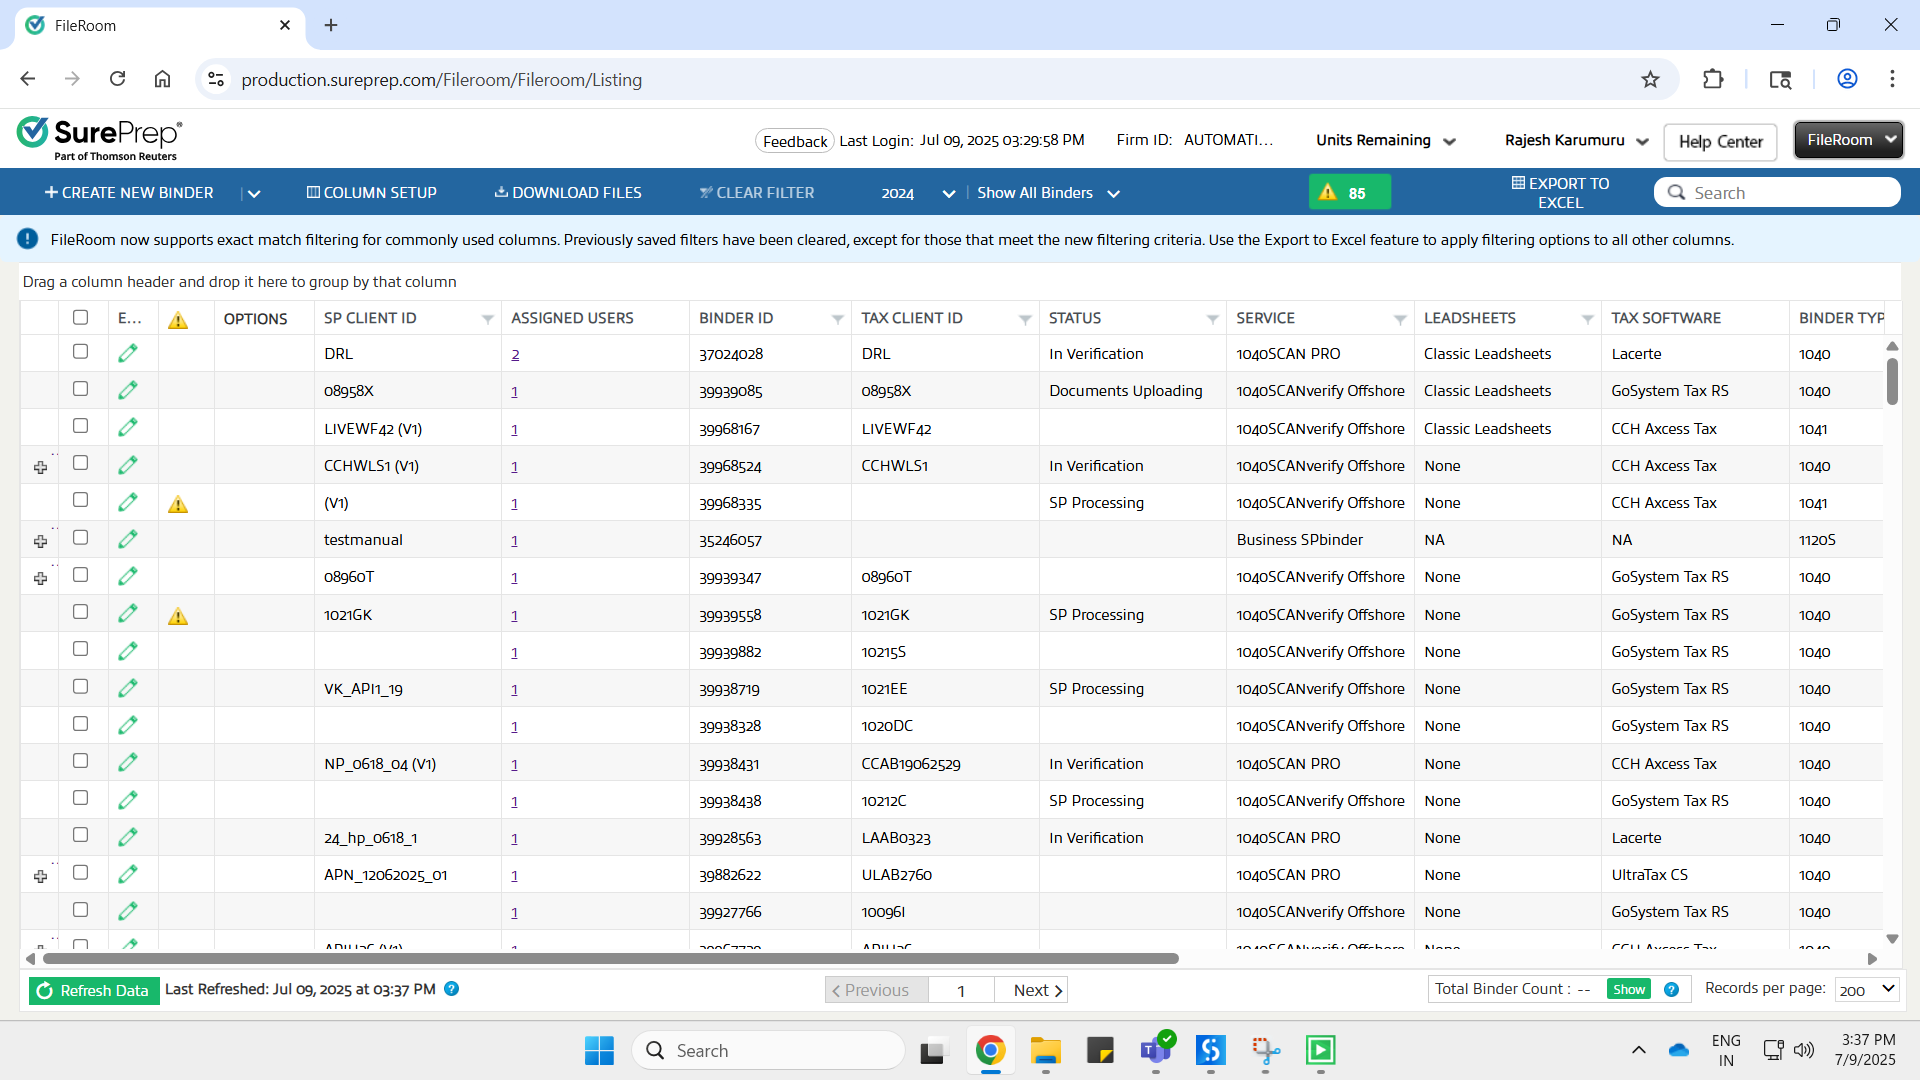 FileRoom
production.sureprep.com/Fileroom/Fileroom/Listing
SurePrep®
Part of Thomson Reuters
Feedback Last Login: Jul 09, 2025 03:29:58 PM Firm ID: AUTOMATI... Units Remaining Rajesh Karumuru Help Center FileRoom
CREATE NEW BINDER COLUMN SETUP DOWNLOAD FILES CLEAR FILTER 2024 Show All Binders 85 EXPORT TO EXCEL Search
FileRoom now supports exact match filtering for commonly used columns. Previously saved filters have been cleared, except for those that meet the new filtering criteria. Use the Export to Excel feature to apply filtering options to all other columns.
Drag a column header and drop it here to group by that column
E... OPTIONS SP CLIENT ID ASSIGNED USERS BINDER ID TAX CLIENT ID STATUS SERVICE LEADSHEETS TAX SOFTWARE BINDER TYP
DRL 2 37024028 DRL In Verification 1040SCAN PRO Classic Leadsheets Lacerte 1040
08958X 1 39939085 08958X Documents Uploading 1040SCANverify Offshore Classic Leadsheets GoSystem Tax RS 1040
LIVEWF42 (V1) 1 39968167 LIVEWF42 1040SCANverify Offshore Classic Leadsheets CCH Axcess Tax 1041
CCHWLS1 (V1) 1 39968524 CCHWLS1 In Verification 1040SCANverify Offshore None CCH Axcess Tax 1040
(V1) 1 39968335 SP Processing 1040SCANverify Offshore None CCH Axcess Tax 1041
testmanual 1 35246057 Business SPbinder NA NA 1120S
08960T 1 39939347 08960T 1040SCANverify Offshore None GoSystem Tax RS 1040
1021GK 1 39939558 1021GK SP Processing 1040SCANverify Offshore None GoSystem Tax RS 1040
1 39939882 10215S 1040SCANverify Offshore None GoSystem Tax RS 1040
VK_API1_19 1 39938719 1021EE SP Processing 1040SCANverify Offshore None GoSystem Tax RS 1040
1 39938328 1020DC 1040SCANverify Offshore None GoSystem Tax RS 1040
NP_0618_04 (V1) 1 39938431 CCAB19062529 In Verification 1040SCAN PRO None CCH Axcess Tax 1040
1 39938438 10212C SP Processing 1040SCANverify Offshore None GoSystem Tax RS 1040
24_hp_0618_1 1 39928563 LAAB0323 In Verification 1040SCAN PRO None Lacerte 1040
APN_12062025_01 1 39882622 ULAB2760 1040SCAN PRO None UltraTax CS 1040
1 39927766 10096I 1040SCANverify Offshore None GoSystem Tax RS 1040
Refresh Data Last Refreshed: Jul 09, 2025 at 03:37 PM Previous 1 Next Total Binder Count : -- Show Records per page: 200
Search ENG 3:37 PM
IN 7/9/2025